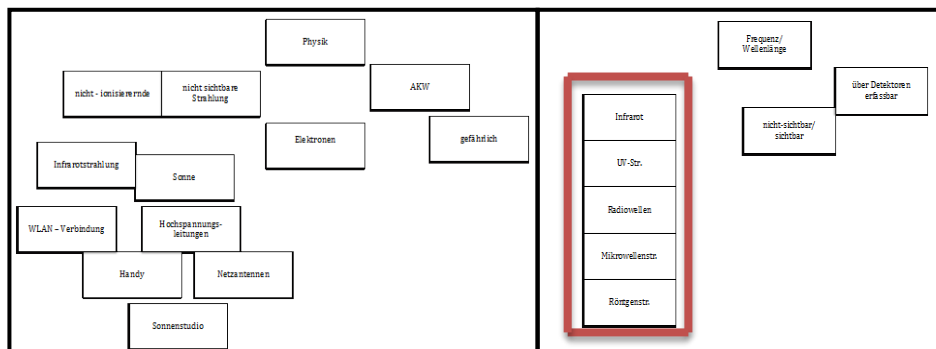 Physik
nicht - ionisierernde
nicht sichtbare
Strahlung
AKW
Elektronen
gefährlich
Infrarotstrahlung
Sonne
WLAN – Verbindung
Hochspannungs-
leitungen
Handy
Netzantennen
Sonnenstudio
Frequenz/
Wellenlänge
über Detektoren
erfassbar
nicht-sichtbar/
sichtbar
Infrarot
UV-Str.
Radiowellen
Mikrowellenstr.
Röntgenstr.